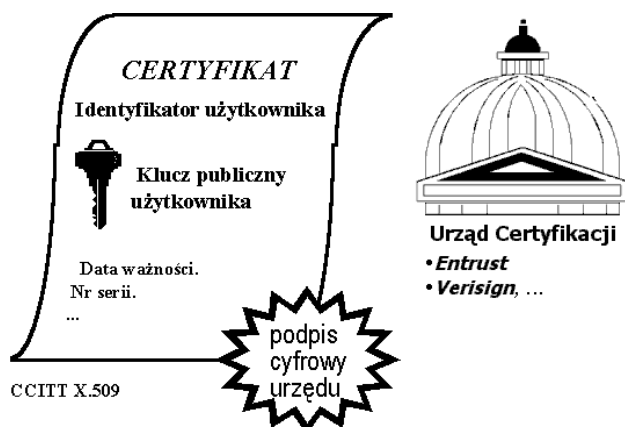 CERTYFIKAT
Identyfikator użytkownika
Klucz publiczny
użytkownika
Data ważności.
Nr serii.
...
podpis
cyfrowy
urzędu
CCITT X.509
Urząd Certyfikacji
•Entrust
•Verisign, ...